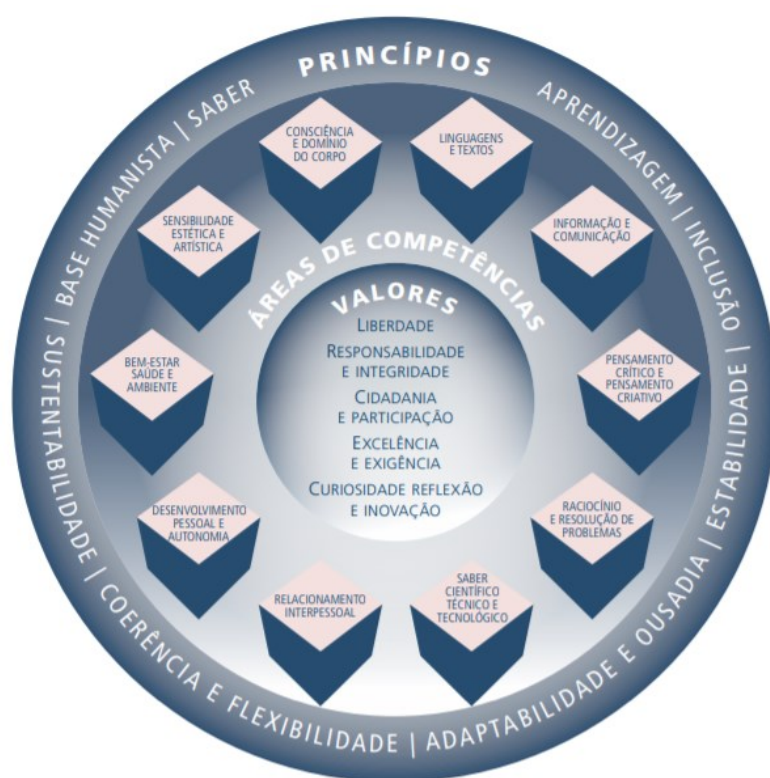 PRINCÍPIOS
APRENDIZAGEM | INCLUSÃO | ESTABILIDADE | ADAPTABILIDADE E OUSADIA | COERÊNCIA E FLEXIBILIDADE | SUSTENTABILIDADE | BASE HUMANISTA | SABER
CONSCIÊNCIA
E DOMÍNIO
DO CORPO
LINGUAGENS
E TEXTOS
INFORMAÇÃO E
COMUNICAÇÃO
PENSAMENTO
CRÍTICO E
PENSAMENTO
CRIATIVO
RACIOCÍNIO
E RESOLUÇÃO DE
PROBLEMAS
SABER
CIENTÍFICO
TÉCNICO E
TECNOLÓGICO
RELACIONAMENTO
INTERPESSOAL
DESENVOLVIMENTO
PESSOAL E
AUTONOMIA
BEM-ESTAR
SAÚDE E
AMBIENTE
SENSIBILIDADE
ESTÉTICA E
ARTÍSTICA
ÁREAS DE COMPETÊNCIAS
VALORES
LIBERDADE
RESPONSABILIDADE
E INTEGRIDADE
CIDADANIA
E PARTICIPAÇÃO
EXCELÊNCIA
E EXIGÊNCIA
CURIOSIDADE REFLEXÃO
E INOVAÇÃO